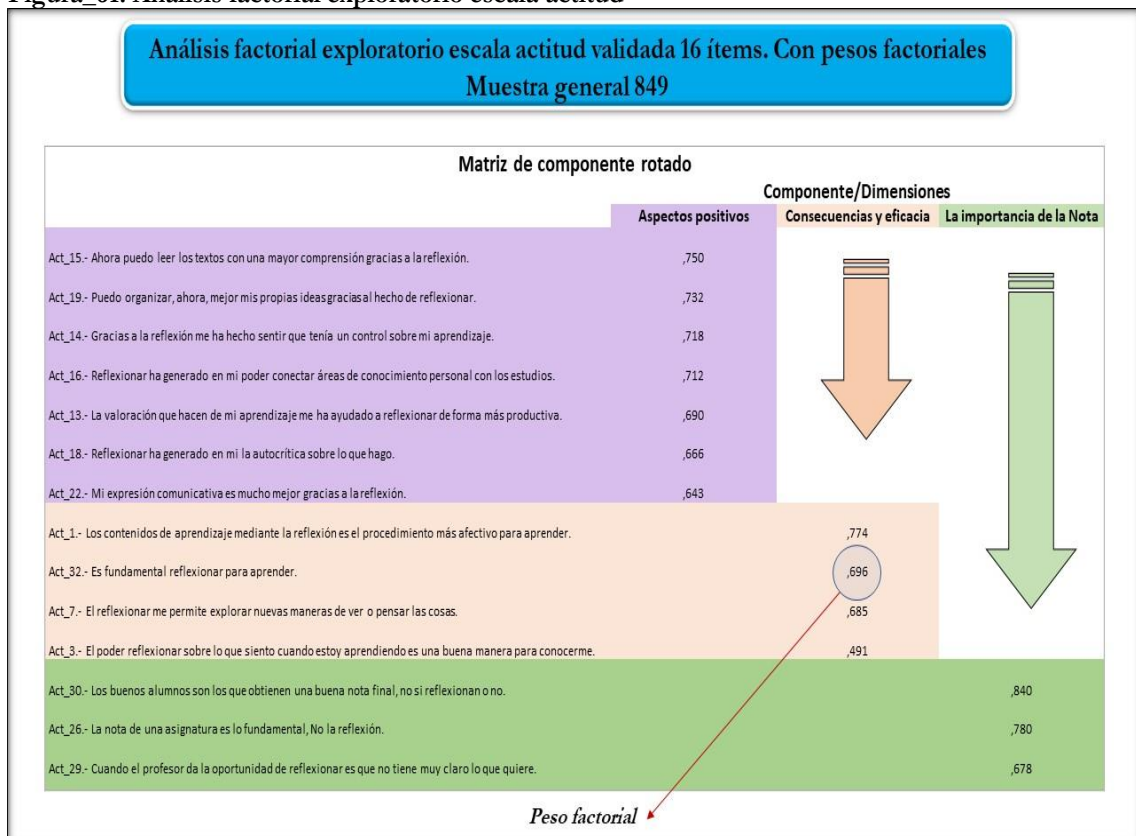 Figura_01. Análisis factorial exploratorio escala actitud
Análisis factorial exploratorio escala actitud validada 16 ítems. Con pesos factoriales
Muestra general 849
Matriz de componente rotado
Componente/Dimensiones
Aspectos positivos Consecuencias y eficacia La importancia de la Nota
Act_15.- Ahora puedo leer los textos con una mayor comprensión gracias a la reflexión. ,750
Act_19.- Puedo organizar, ahora, mejor mis propias ideas gracias al hecho de reflexionar. ,732
Act_14.- Gracias a la reflexión me ha hecho sentir que tenía un control sobre mi aprendizaje. ,718
Act_16.- Reflexionar ha generado en mi poder conectar áreas de conocimiento personal con los estudios. ,712
Act_13.- La valoración que hacen de mi aprendizaje me ha ayudado a reflexionar de forma más productiva. ,690
Act_18.- Reflexionar ha generado en mi la autocrítica sobre lo que hago. ,666
Act_22.- Mi expresión comunicativa es mucho mejor gracias a la reflexión. ,643
Act_1.- Los contenidos de aprendizaje mediante la reflexión es el procedimiento más afectivo para aprender. ,774
Act_32.- Es fundamental reflexionar para aprender. ,696
Act_7.- El reflexionar me permite explorar nuevas maneras de ver o pensar las cosas. ,685
Act_3.- El poder reflexionar sobre lo que siento cuando estoy aprendiendo es una buena manera para conocerme. ,491
Act_30.- Los buenos alumnos son los que obtienen una buena nota final, no si reflexionan o no. ,840
Act_26.- La nota de una asignatura es lo fundamental, No la reflexión. ,780
Act_29.- Cuando el profesor da la oportunidad de reflexionar es que no tiene muy claro lo que quiere. ,678
Peso factorial